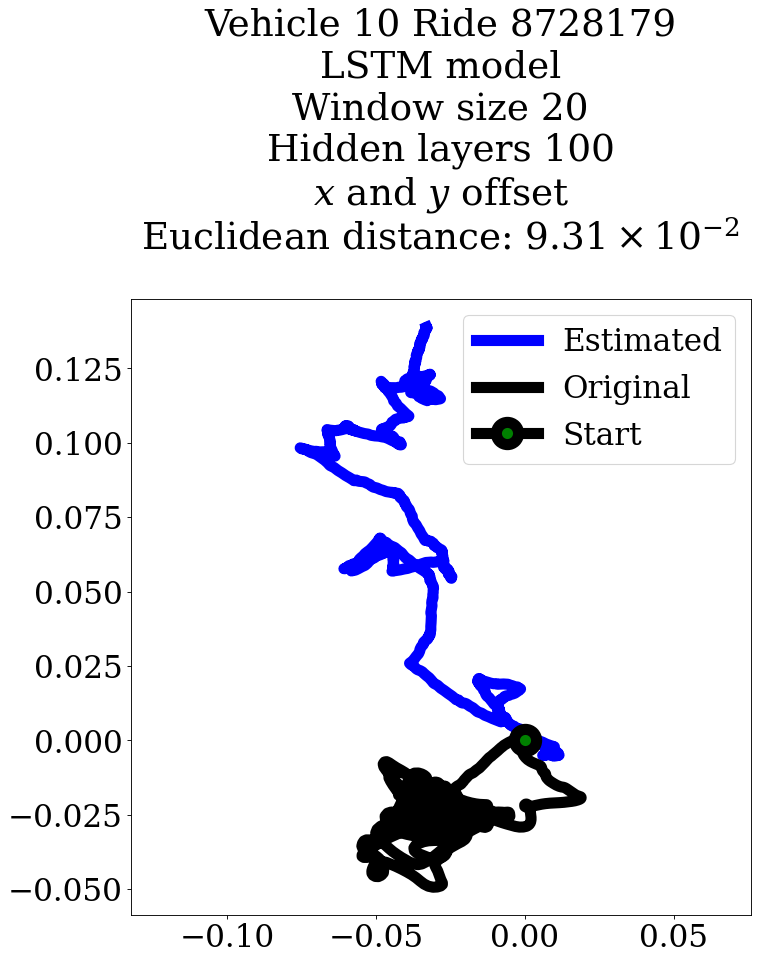 Vehicle 10 Ride 8728179
LSTM model
Window size 20
Hidden layers 100
x and y offset
Euclidean distance: 9.31 × 10⁻²
Estimated
Original
Start
0.125
0.100
0.075
0.050
0.025
0.000
−0.025
−0.050
−0.10 −0.05 0.00 0.05